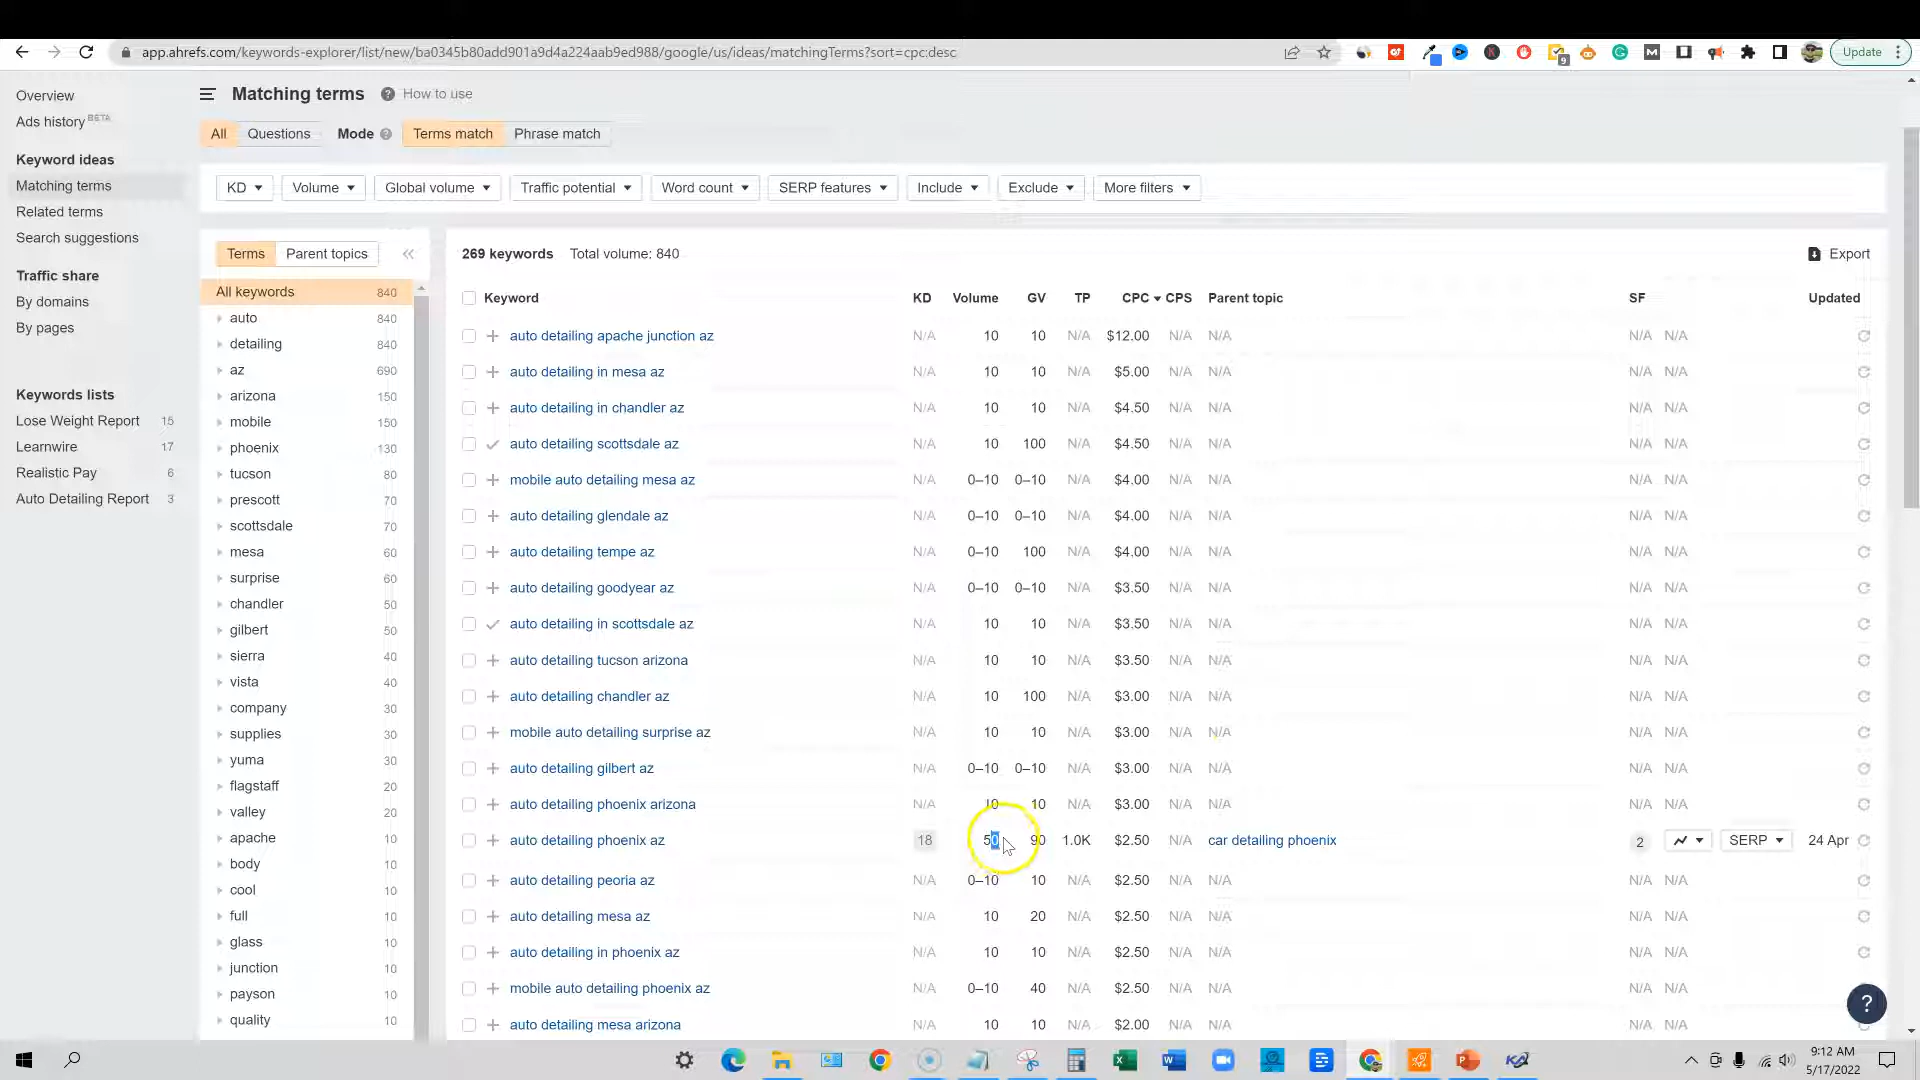 app.ahrefs.com/keywords-explorer/list/new/ba0345b80add901a9d4a224aab9ed988/google/us/ideas/matchingTerms?sort=cpc:desc
9
Update
Overview
Ads history BETA
Keyword ideas
Matching terms
Related terms
Search suggestions
Traffic share
By domains
By pages
Keywords lists
Lose Weight Report 15
Learnwire 17
Realistic Pay 6
Auto Detailing Report 3
Matching terms ? How to use
All Questions Mode ? Terms match Phrase match
KD Volume Global volume Traffic potential Word count SERP features Include Exclude More filters
Terms Parent topics
All keywords 840
auto 840
detailing 840
az 690
arizona 150
mobile 150
phoenix 130
tucson 80
prescott 70
scottsdale 70
mesa 60
surprise 60
chandler 50
gilbert 50
sierra 40
vista 40
company 30
supplies 30
yuma 30
flagstaff 20
valley 20
apache 10
body 10
cool 10
full 10
glass 10
junction 10
payson 10
quality 10
269 keywords Total volume: 840 Export
Keyword KD Volume GV TP CPC CPS Parent topic SF Updated
auto detailing apache junction az N/A 10 10 N/A $12.00 N/A N/A N/A N/A
auto detailing in mesa az N/A 10 10 N/A $5.00 N/A N/A N/A N/A
auto detailing in chandler az N/A 10 10 N/A $4.50 N/A N/A N/A N/A
auto detailing scottsdale az N/A 10 100 N/A $4.50 N/A N/A N/A N/A
mobile auto detailing mesa az N/A 0–10 0–10 N/A $4.00 N/A N/A N/A N/A
auto detailing glendale az N/A 0–10 0–10 N/A $4.00 N/A N/A N/A N/A
auto detailing tempe az N/A 0–10 100 N/A $4.00 N/A N/A N/A N/A
auto detailing goodyear az N/A 0–10 0–10 N/A $3.50 N/A N/A N/A N/A
auto detailing in scottsdale az N/A 10 10 N/A $3.50 N/A N/A N/A N/A
auto detailing tucson arizona N/A 10 10 N/A $3.50 N/A N/A N/A N/A
auto detailing chandler az N/A 10 100 N/A $3.00 N/A N/A N/A N/A
mobile auto detailing surprise az N/A 10 10 N/A $3.00 N/A N/A N/A N/A
auto detailing gilbert az N/A 0–10 0–10 N/A $3.00 N/A N/A N/A N/A
auto detailing phoenix arizona N/A 10 10 N/A $3.00 N/A N/A N/A N/A
auto detailing phoenix az 18 50 90 1.0K $2.50 N/A car detailing phoenix 2 SERP 24 Apr
auto detailing peoria az N/A 0–10 10 N/A $2.50 N/A N/A N/A N/A
auto detailing mesa az N/A 10 20 N/A $2.50 N/A N/A N/A N/A
auto detailing in phoenix az N/A 10 10 N/A $2.50 N/A N/A N/A N/A
mobile auto detailing phoenix az N/A 0–10 40 N/A $2.50 N/A N/A N/A N/A
auto detailing mesa arizona N/A 10 10 N/A $2.00 N/A N/A N/A N/A
?
9:12 AM
5/17/2022